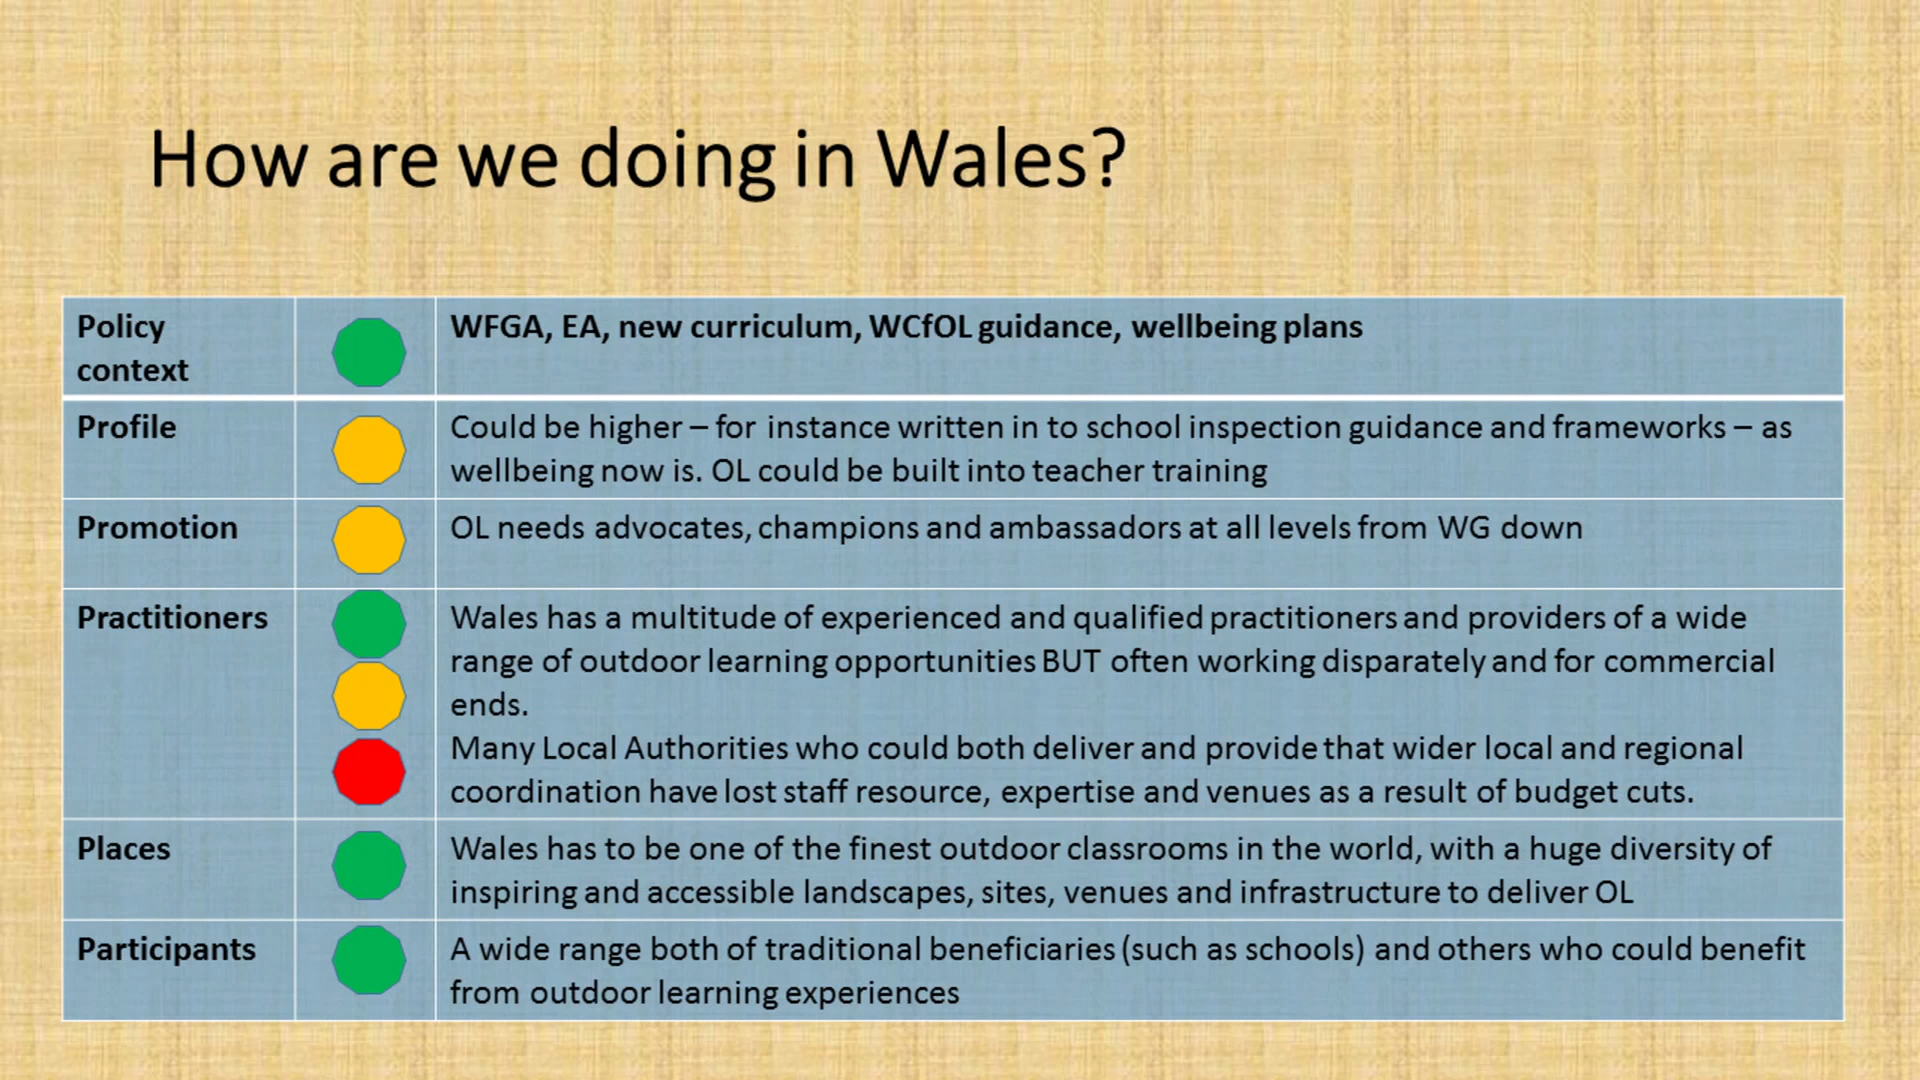 How are we doing in Wales?
Policy
context
WFGA, EA, new curriculum, WCfOL guidance, wellbeing plans
Profile
Could be higher – for instance written in to school inspection guidance and frameworks – as
wellbeing now is. OL could be built into teacher training
Promotion
OL needs advocates, champions and ambassadors at all levels from WG down
Practitioners
Wales has a multitude of experienced and qualified practitioners and providers of a wide
range of outdoor learning opportunities BUT often working disparately and for commercial
ends.
Many Local Authorities who could both deliver and provide that wider local and regional
coordination have lost staff resource, expertise and venues as a result of budget cuts.
Places
Wales has to be one of the finest outdoor classrooms in the world, with a huge diversity of
inspiring and accessible landscapes, sites, venues and infrastructure to deliver OL
Participants
A wide range both of traditional beneficiaries (such as schools) and others who could benefit
from outdoor learning experiences